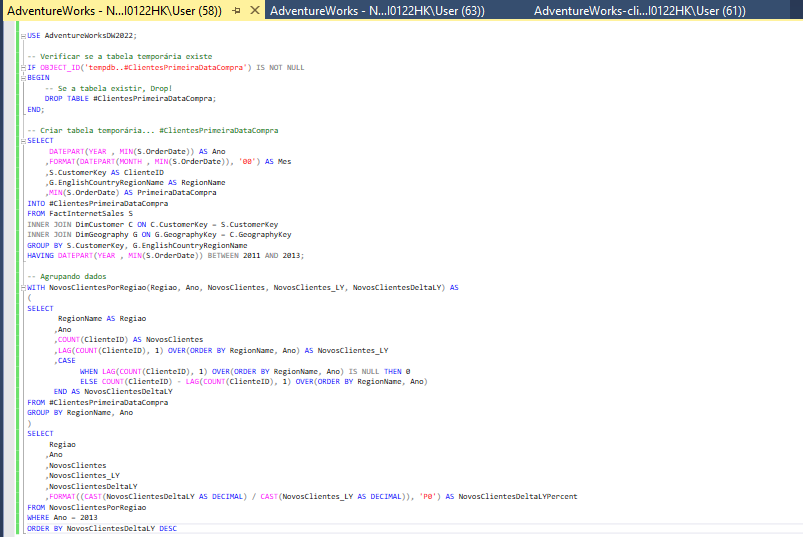 AdventureWorks - N...I0122HK\User (58)) AdventureWorks - N...I0122HK\User (63)) AdventureWorks-cli...I0122HK\User (61))
USE AdventureWorksDW2022;
-- Verificar se a tabela temporária existe
IF OBJECT_ID('tempdb..#ClientesPrimeiraDataCompra') IS NOT NULL
BEGIN
-- Se a tabela existir, Drop!
DROP TABLE #ClientesPrimeiraDataCompra;
END;
-- Criar tabela temporária... #ClientesPrimeiraDataCompra
SELECT
DATEPART(YEAR , MIN(S.OrderDate)) AS Ano
,FORMAT(DATEPART(MONTH , MIN(S.OrderDate)), '00') AS Mes
,S.CustomerKey AS ClienteID
,G.EnglishCountryRegionName AS RegionName
,MIN(S.OrderDate) AS PrimeiraDataCompra
INTO #ClientesPrimeiraDataCompra
FROM FactInternetSales S
INNER JOIN DimCustomer C ON C.CustomerKey = S.CustomerKey
INNER JOIN DimGeography G ON G.GeographyKey = C.GeographyKey
GROUP BY S.CustomerKey, G.EnglishCountryRegionName
HAVING DATEPART(YEAR , MIN(S.OrderDate)) BETWEEN 2011 AND 2013;
-- Agrupando dados
WITH NovosClientesPorRegiao(Regiao, Ano, NovosClientes, NovosClientes_LY, NovosClientesDeltaLY) AS
(
SELECT
RegionName AS Regiao
,Ano
,COUNT(ClienteID) AS NovosClientes
,LAG(COUNT(ClienteID), 1) OVER(ORDER BY RegionName, Ano) AS NovosClientes_LY
,CASE
WHEN LAG(COUNT(ClienteID), 1) OVER(ORDER BY RegionName, Ano) IS NULL THEN 0
ELSE COUNT(ClienteID) - LAG(COUNT(ClienteID), 1) OVER(ORDER BY RegionName, Ano)
END AS NovosClientesDeltaLY
FROM #ClientesPrimeiraDataCompra
GROUP BY RegionName, Ano
)
SELECT
Regiao
,Ano
,NovosClientes
,NovosClientes_LY
,NovosClientesDeltaLY
,FORMAT((CAST(NovosClientesDeltaLY AS DECIMAL) / CAST(NovosClientes_LY AS DECIMAL)), 'P0') AS NovosClientesDeltaLYPercent
FROM NovosClientesPorRegiao
WHERE Ano = 2013
ORDER BY NovosClientesDeltaLY DESC